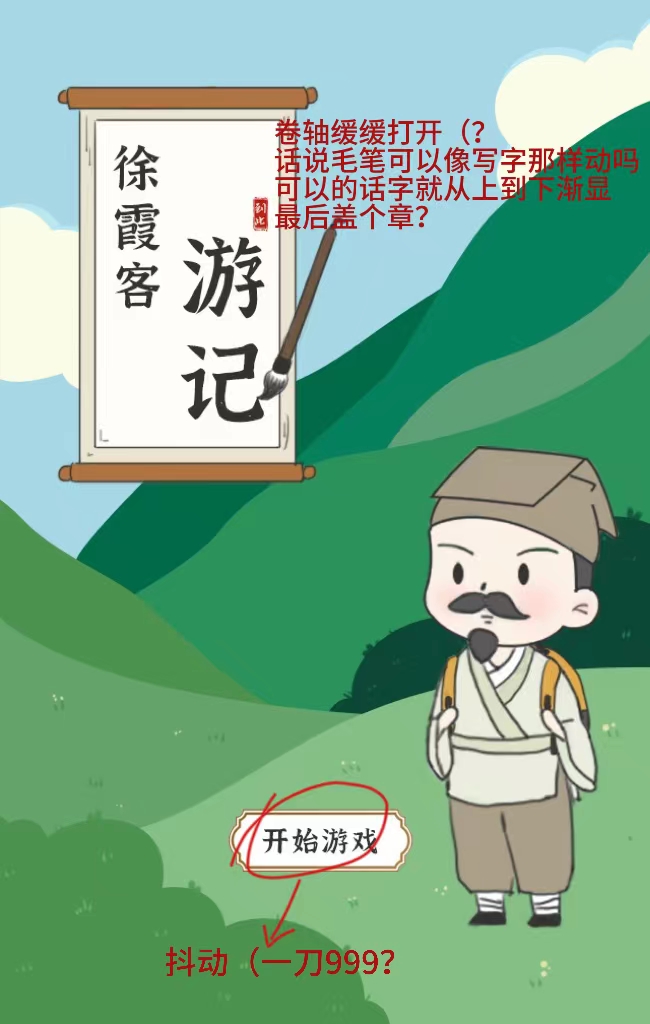 徐霞客
游记
到此
卷轴缓缓打开（？
话说毛笔可以像写字那样动吗
可以的话字就从上到下渐显
最后盖个章？
开始游戏
抖动（一刀999？